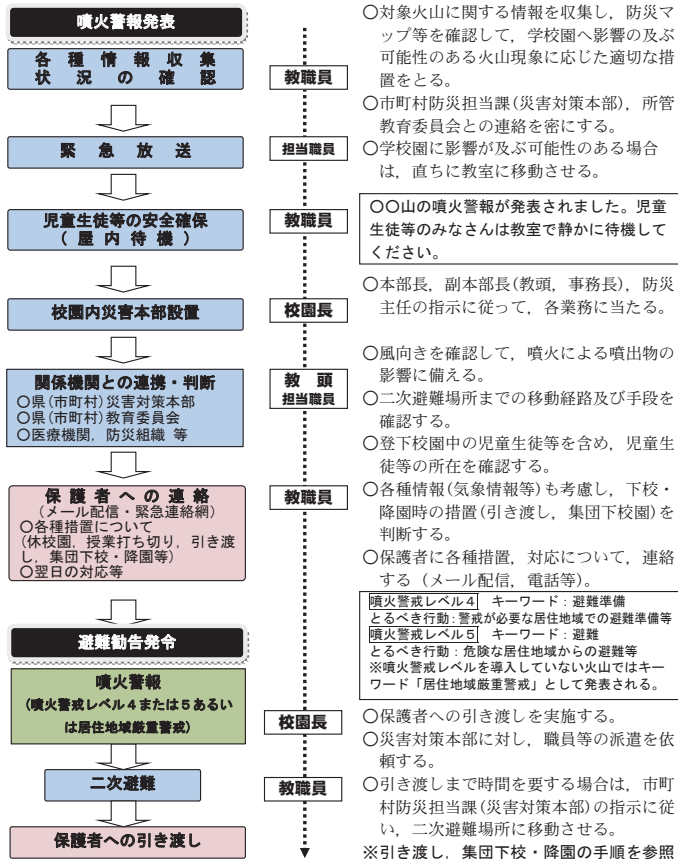 噴火警報発表
各種情報収集
状況の確認
緊急放送
児童生徒等の安全確保
(屋内待機)
校園内災害本部設置
関係機関との連携・判断
○県(市町村)災害対策本部
○県(市町村)教育委員会
○医療機関，防災組織 等
保護者への連絡
(メール配信・緊急連絡網)
○各種措置について
(休校園，授業打ち切り，引き渡
し，集団下校・降園等)
○翌日の対応等
避難勧告発令
噴火警報
(噴火警戒レベル４または５あるい
は居住地域厳重警戒)
二次避難
保護者への引き渡し
教職員
担当職員
教職員
校園長
教 頭
担当職員
教職員
校園長
教職員
○対象火山に関する情報を収集し，防災マ
ップ等を確認して，学校園へ影響の及ぶ
可能性のある火山現象に応じた適切な措
置をとる。
○市町村防災担当課(災害対策本部)，所管
教育委員会との連絡を密にする。
○学校園に影響が及ぶ可能性のある場合
は，直ちに教室に移動させる。
○○山の噴火警報が発表されました。児童
生徒等のみなさんは教室で静かに待機して
ください。
○本部長，副本部長(教頭，事務長)，防災
主任の指示に従って，各業務に当たる。
○風向きを確認して，噴火による噴出物の
影響に備える。
○二次避難場所までの移動経路及び手段を
確認する。
○登下校園中の児童生徒等を含め，児童生
徒等の所在を確認する。
○各種情報(気象情報等)も考慮し，下校・
降園時の措置(引き渡し，集団下校園)を
判断する。
○保護者に各種措置，対応について，連絡
する（メール配信，電話等）。
噴火警戒レベル４ キーワード：避難準備
とるべき行動：警戒が必要な居住地域での避難準備等
噴火警戒レベル５ キーワード：避難
とるべき行動：危険な居住地域からの避難等
※噴火警戒レベルを導入していない火山ではキー
ワード「居住地域厳重警戒」として発表される。
○保護者への引き渡しを実施する。
○災害対策本部に対し，職員等の派遣を依
頼する。
○引き渡しまで時間を要する場合は，市町
村防災担当課(災害対策本部)の指示に従
い，二次避難場所に移動させる。
※引き渡し，集団下校・降園の手順を参照